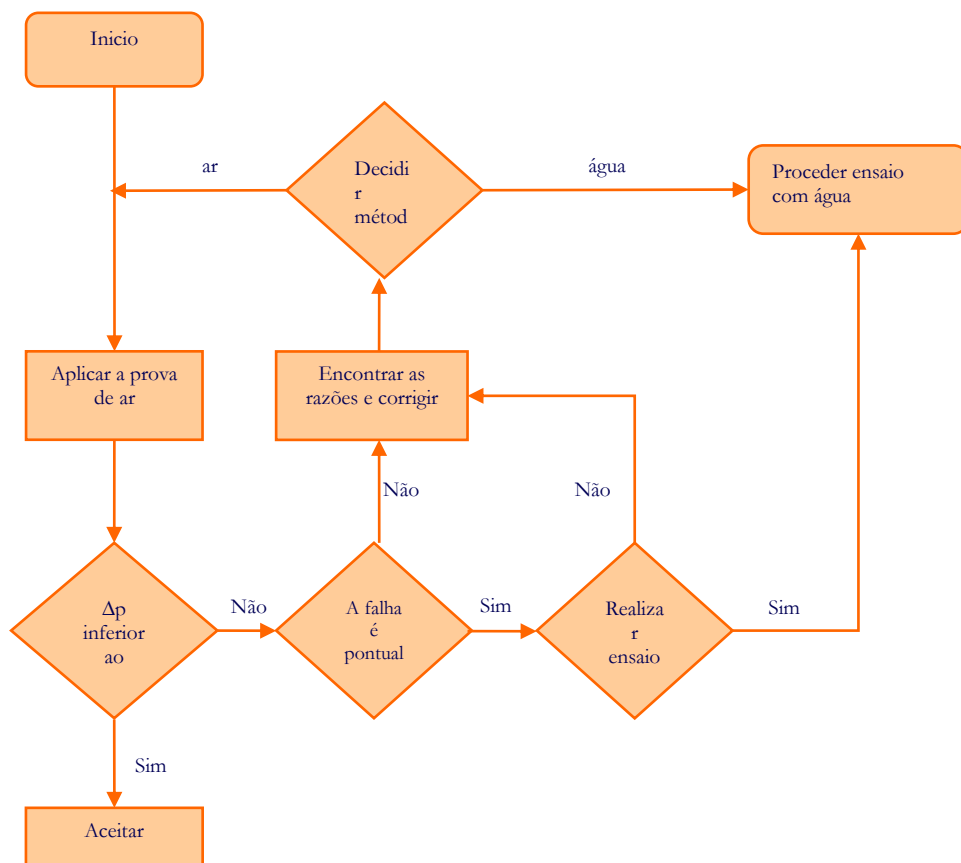 Inicio
ar
Decidi
r
métod
água
Proceder ensaio
com água
Aplicar a prova
de ar
Encontrar as
razões e corrigir
Não
Não
Δp
inferior
ao
Não
A falha
é
pontual
Sim
Realiza
r
ensaio
Sim
Sim
Aceitar